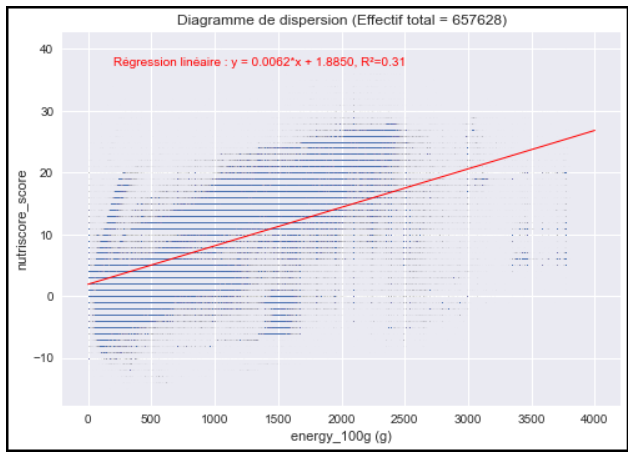 Diagramme de dispersion (Effectif total = 657628)
Régression linéaire : y = 0.0062*x + 1.8850, R²=0.31
40
30
20
10
0
−10
nutriscore_score
0 500 1000 1500 2000 2500 3000 3500 4000
energy_100g (g)